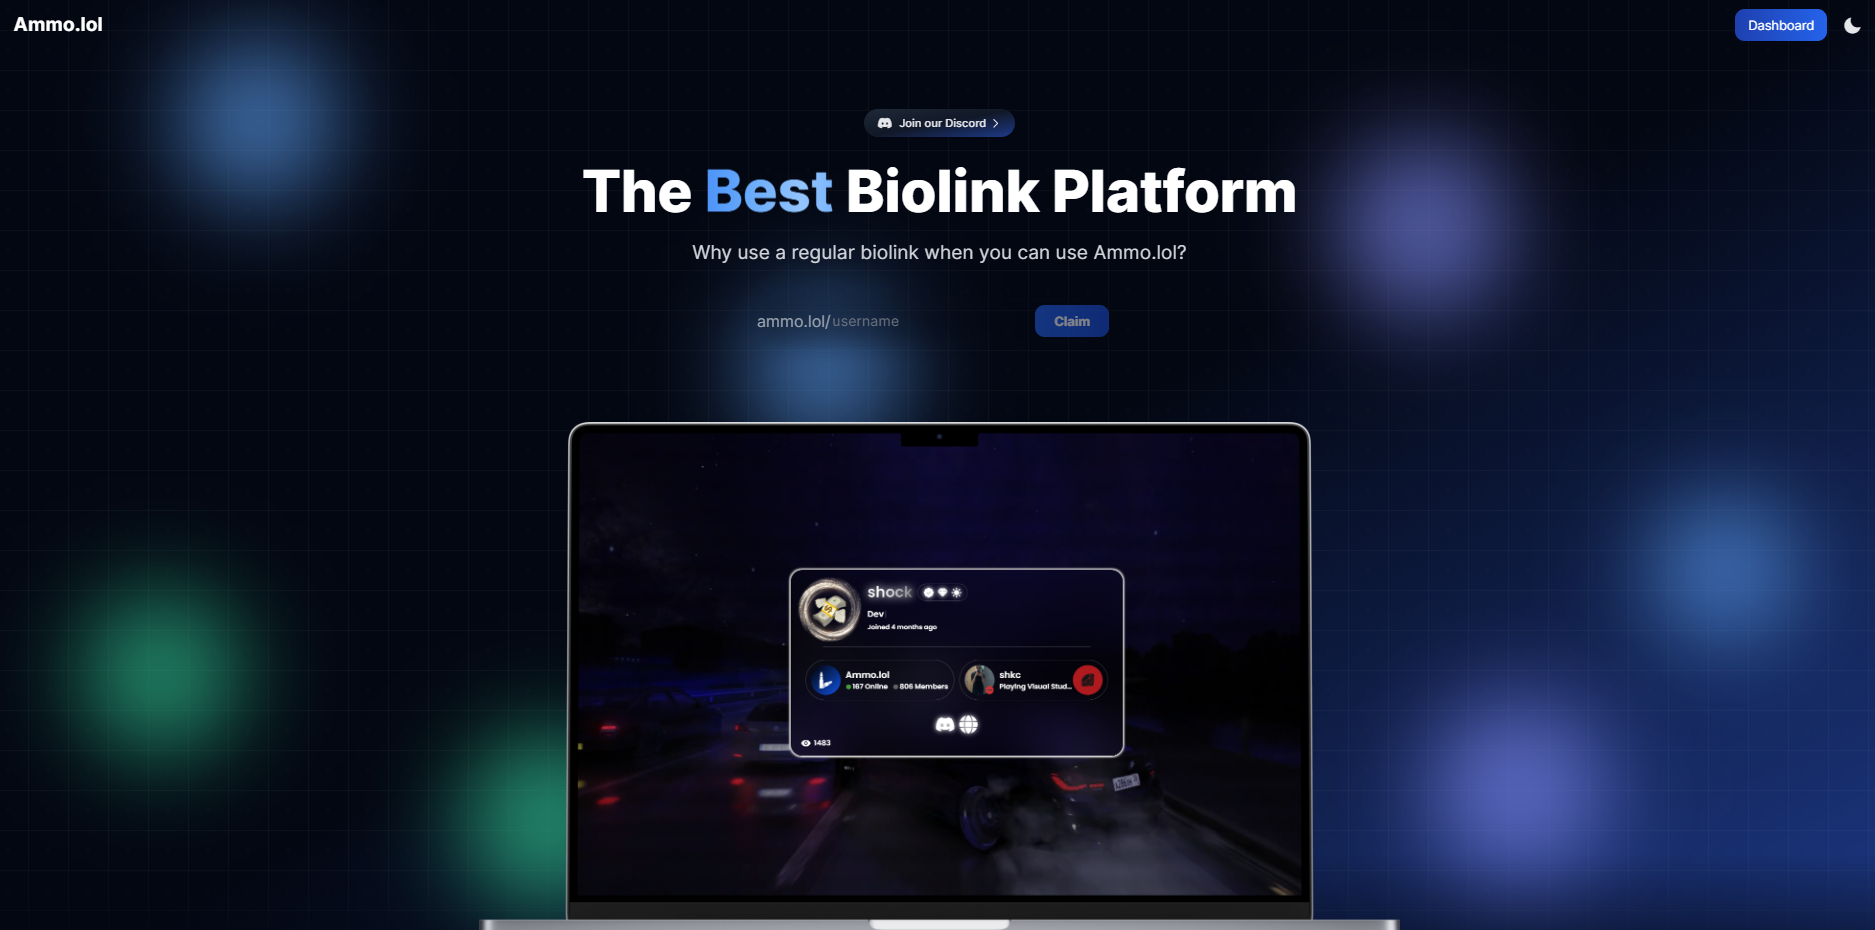 Ammo.lol
Dashboard
Join our Discord
The Best Biolink Platform
Why use a regular biolink when you can use Ammo.lol?
ammo.lol/username
Claim
shock
Dev
Joined 4 months ago
Ammo.lol
167 Online 806 Members
shkc
Playing Visual Stud...
1483